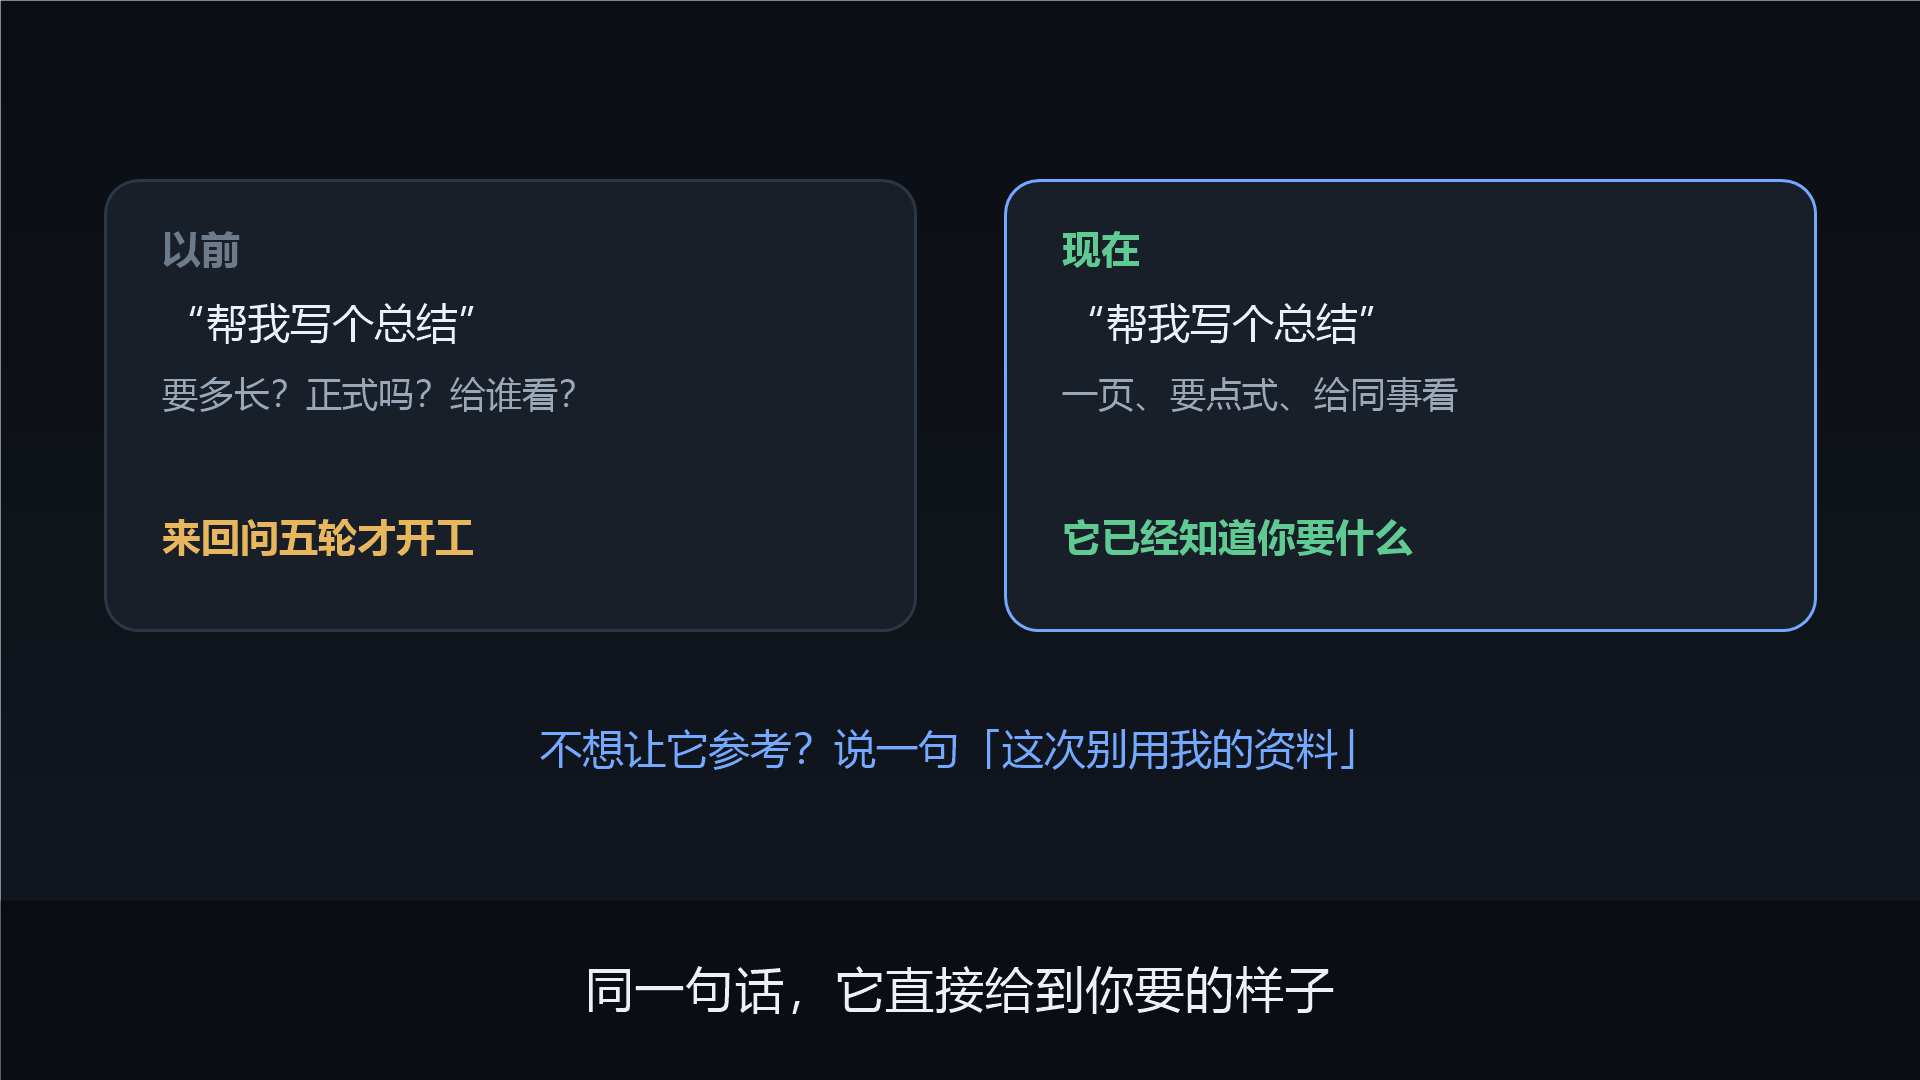 以前
“帮我写个总结”
要多长？正式吗？给谁看？
来回问五轮才开工
现在
“帮我写个总结”
一页、要点式、给同事看
它已经知道你要什么
不想让它参考？说一句「这次别用我的资料」
同一句话，它直接给到你要的样子